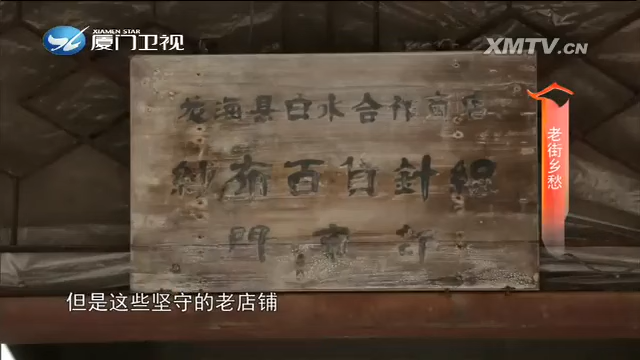 XIAMEN STAR
厦门卫视
XMTV.CN
龙海县白水合作商店
纱布百貨針織
門市部
老街乡愁
但是这些坚守的老店铺